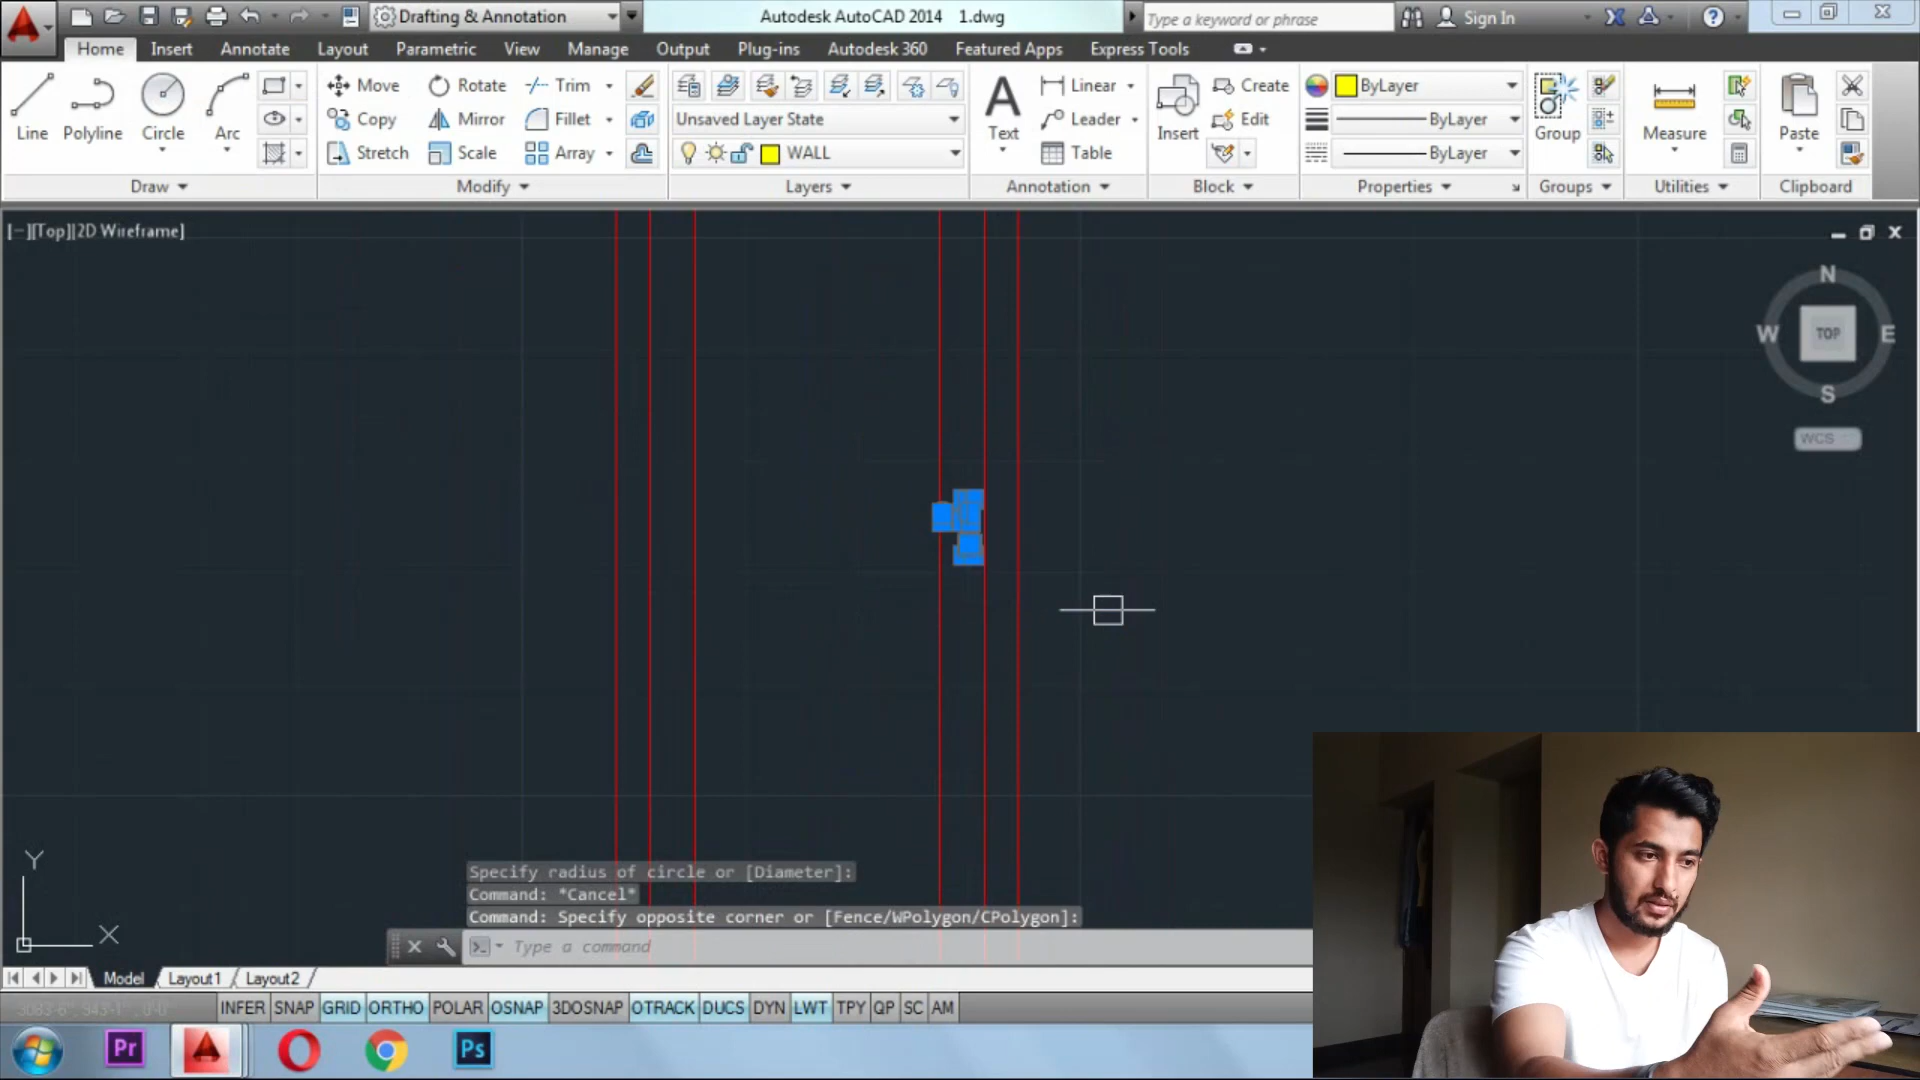 Drafting & Annotation
Autodesk AutoCAD 2014 1.dwg
Type a keyword or phrase
Sign In
Home Insert Annotate Layout Parametric View Manage Output Plug-ins Autodesk 360 Featured Apps Express Tools
Line Polyline Circle Arc
Draw
Move Rotate Trim
Copy Mirror Fillet
Stretch Scale Array
Modify
Unsaved Layer State
WALL
Layers
A
Text
Linear
Leader
Table
Annotation
Insert
Create
Edit
Block
ByLayer
ByLayer
ByLayer
Properties
Group
Groups
Measure
Utilities
Paste
Clipboard
[−][Top][2D Wireframe]
N
W TOP E
S
WCS
Y
X
Specify radius of circle or [Diameter]:
Command: *Cancel*
Command: Specify opposite corner or [Fence/WPolygon/CPolygon]:
Type a command
Model Layout1 Layout2
INFER SNAP GRID ORTHO POLAR OSNAP 3DOSNAP OTRACK DUCS DYN LWT TPY QP SC AM
Pr
Ps